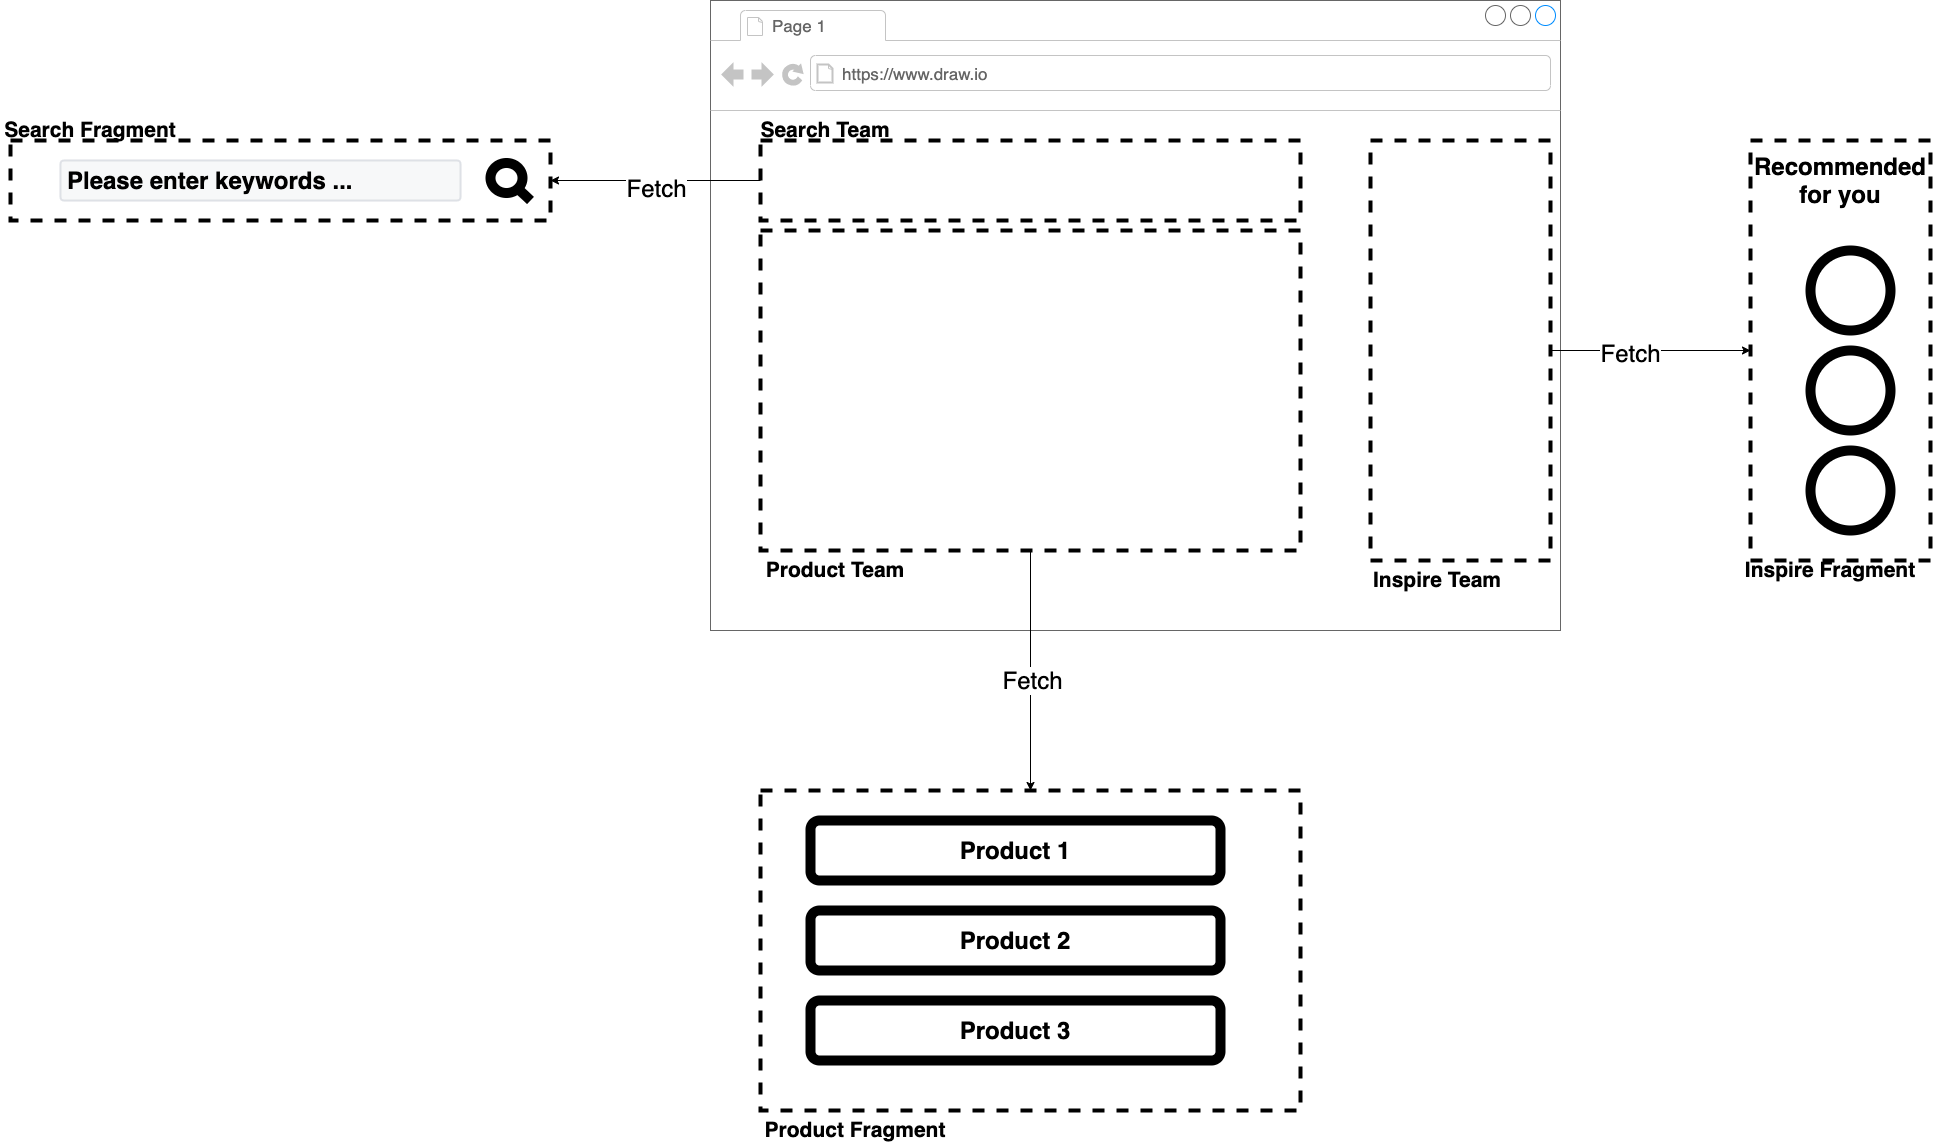 Page 1
https://www.draw.io
Search Fragment
Please enter keywords ...
Fetch
Search Team
Product Team
Inspire Team
Fetch
Recommended
for you
Inspire Fragment
Fetch
Product 1
Product 2
Product 3
Product Fragment